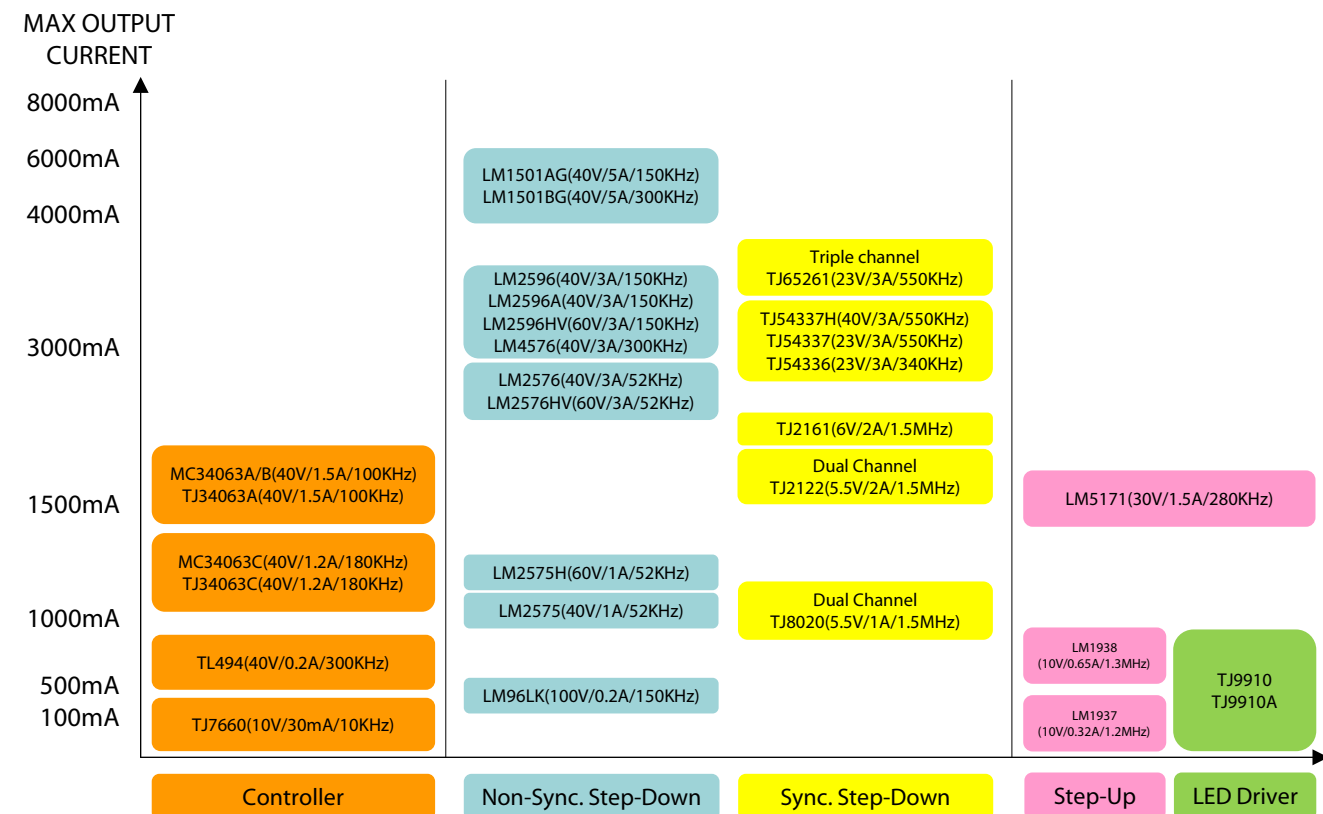 MAX OUTPUT
CURRENT
8000mA
6000mA
4000mA
3000mA
1500mA
1000mA
500mA
100mA
MC34063A/B(40V/1.5A/100KHz)
TJ34063A(40V/1.5A/100KHz)
MC34063C(40V/1.2A/180KHz)
TJ34063C(40V/1.2A/180KHz)
TL494(40V/0.2A/300KHz)
TJ7660(10V/30mA/10KHz)
Controller
LM1501AG(40V/5A/150KHz)
LM1501BG(40V/5A/300KHz)
LM2596(40V/3A/150KHz)
LM2596A(40V/3A/150KHz)
LM2596HV(60V/3A/150KHz)
LM4576(40V/3A/300KHz)
LM2576(40V/3A/52KHz)
LM2576HV(60V/3A/52KHz)
LM2575H(60V/1A/52KHz)
LM2575(40V/1A/52KHz)
LM96LK(100V/0.2A/150KHz)
Non-Sync. Step-Down
Triple channel
TJ65261(23V/3A/550KHz)
TJ54337H(40V/3A/550KHz)
TJ54337(23V/3A/550KHz)
TJ54336(23V/3A/340KHz)
TJ2161(6V/2A/1.5MHz)
Dual Channel
TJ2122(5.5V/2A/1.5MHz)
Dual Channel
TJ8020(5.5V/1A/1.5MHz)
Sync. Step-Down
LM5171(30V/1.5A/280KHz)
LM1938
(10V/0.65A/1.3MHz)
LM1937
(10V/0.32A/1.2MHz)
Step-Up
TJ9910
TJ9910A
LED Driver